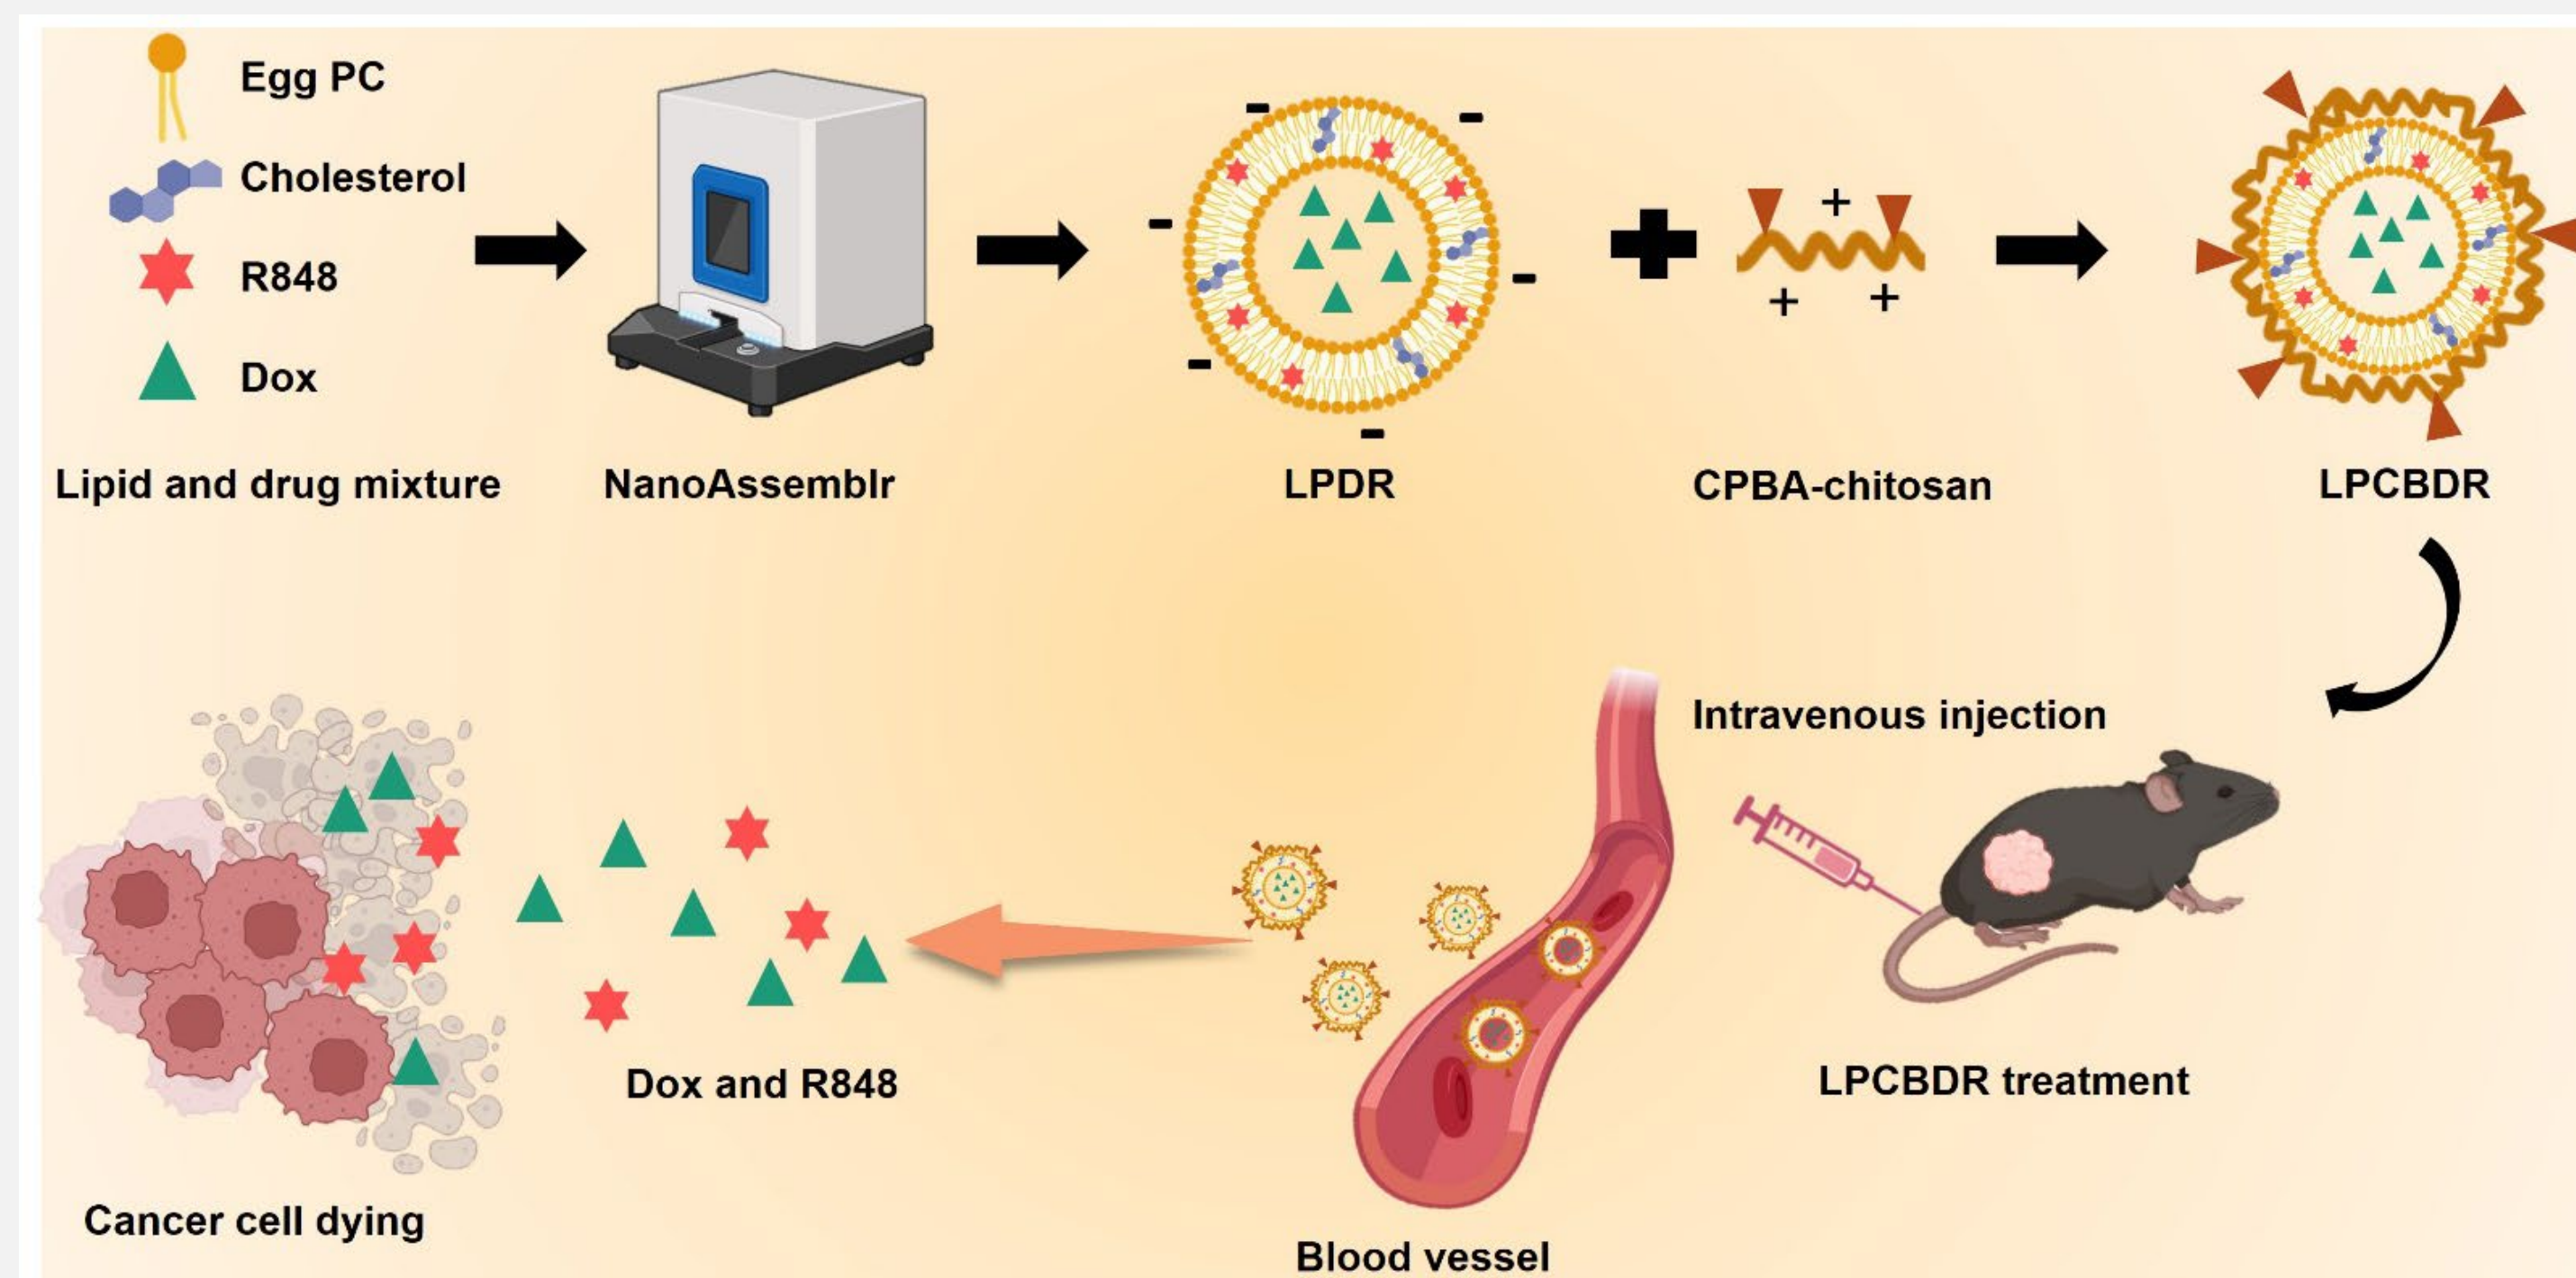 Egg PC
Cholesterol
R848
Dox
Lipid and drug mixture
NanoAssemblr
-
-
-
-
-
-
LPDR
+
+
+
+
CPBA-chitosan
LPCBDR
Intravenous injection
LPCBDR treatment
Blood vessel
Dox and R848
Cancer cell dying